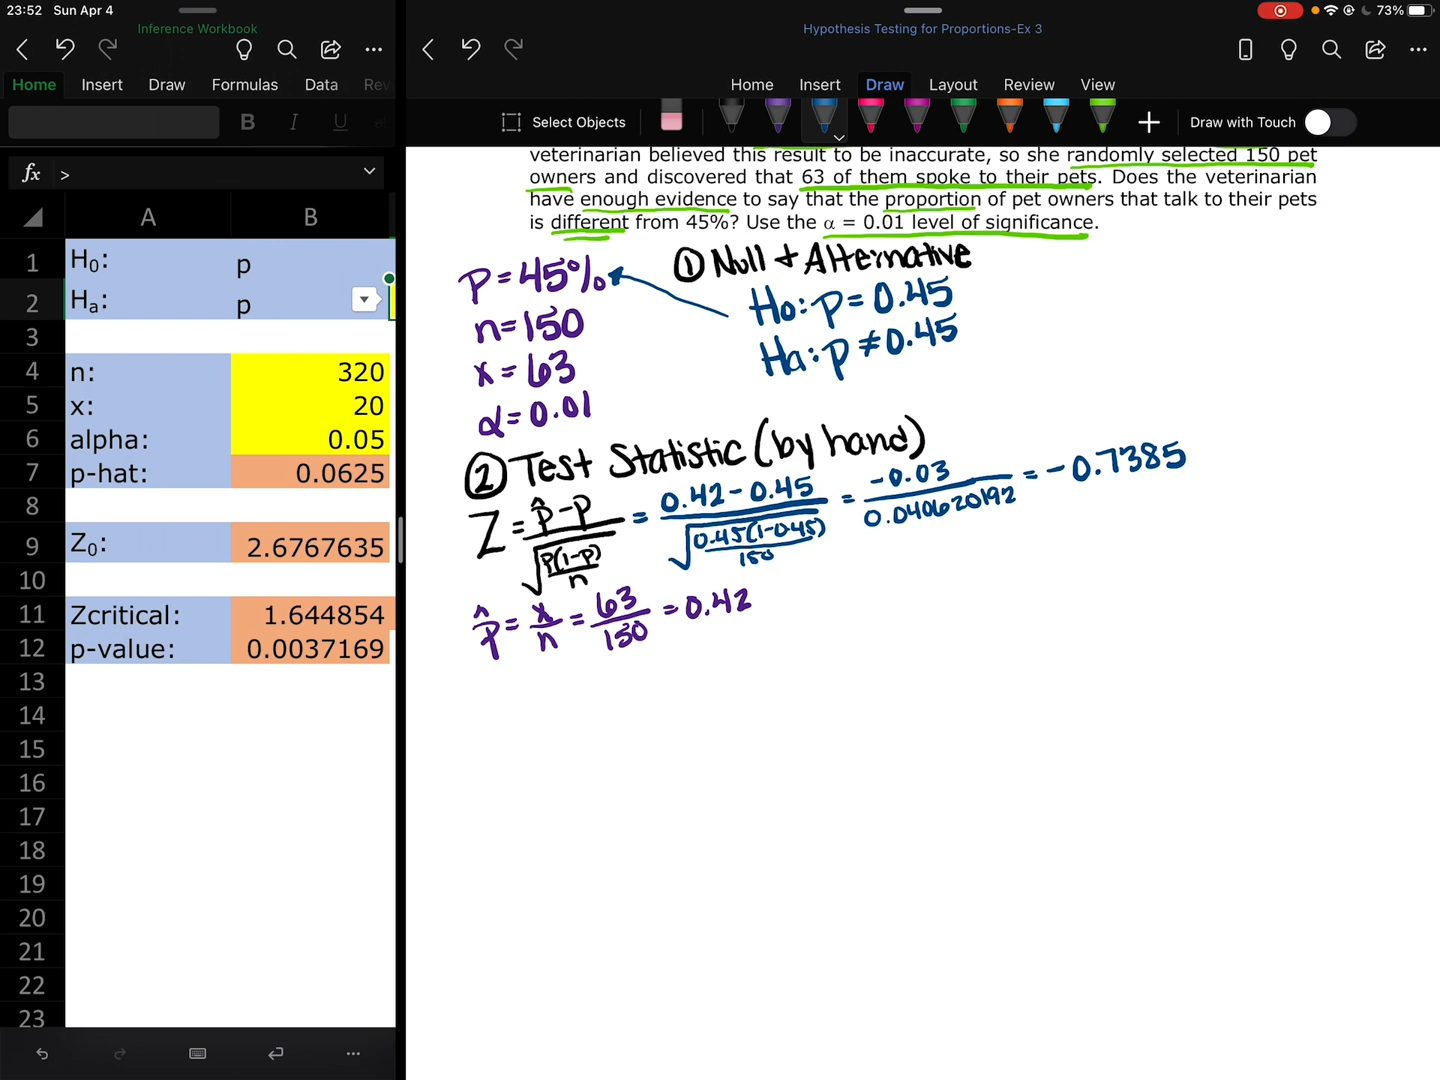 23:52 Sun Apr 4
73%
Inference Workbook
Home Insert Draw Formulas Data Rev
B I U ab
fx >
A B
1 H0: p
2 Ha: p
3
4 n: 320
5 x: 20
6 alpha: 0.05
7 p-hat: 0.0625
8
9 Z0: 2.6767635
10
11 Zcritical: 1.644854
12 p-value: 0.0037169
13
14
15
16
17
18
19
20
21
22
23
Hypothesis Testing for Proportions-Ex 3
Home Insert Draw Layout Review View
Select Objects
Draw with Touch
veterinarian believed this result to be inaccurate, so she randomly selected 150 pet
owners and discovered that 63 of them spoke to their pets. Does the veterinarian
have enough evidence to say that the proportion of pet owners that talk to their pets
is different from 45%? Use the α = 0.01 level of significance.
p = 45%
n = 150
x = 63
α = 0.01
① Null + Alternative
Ho: p = 0.45
Ha: p ≠ 0.45
② Test Statistic (by hand)
Z = p̂ - p / √(p(1-p)/n) = 0.42 - 0.45 / √(0.45(1-0.45)/150) = -0.03 / 0.040620192 = -0.7385
p̂ = x/n = 63/150 = 0.42